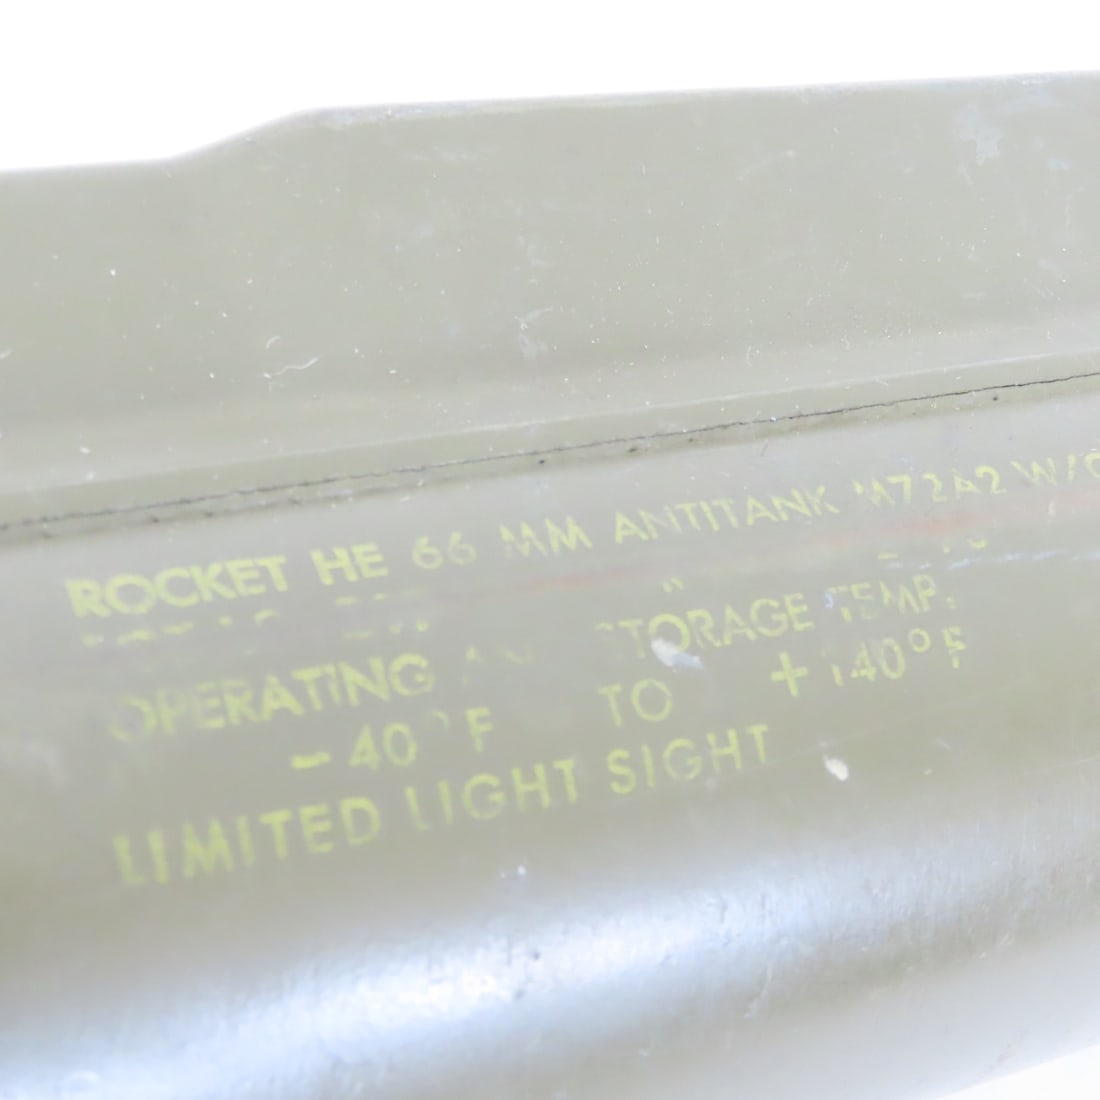 ROCKET HE 66 MM ANTITANK M72A2 W/C
OPERATING STORAGE TEMP.
-40°F TO +140°F
LIMITED LIGHT SIGHT